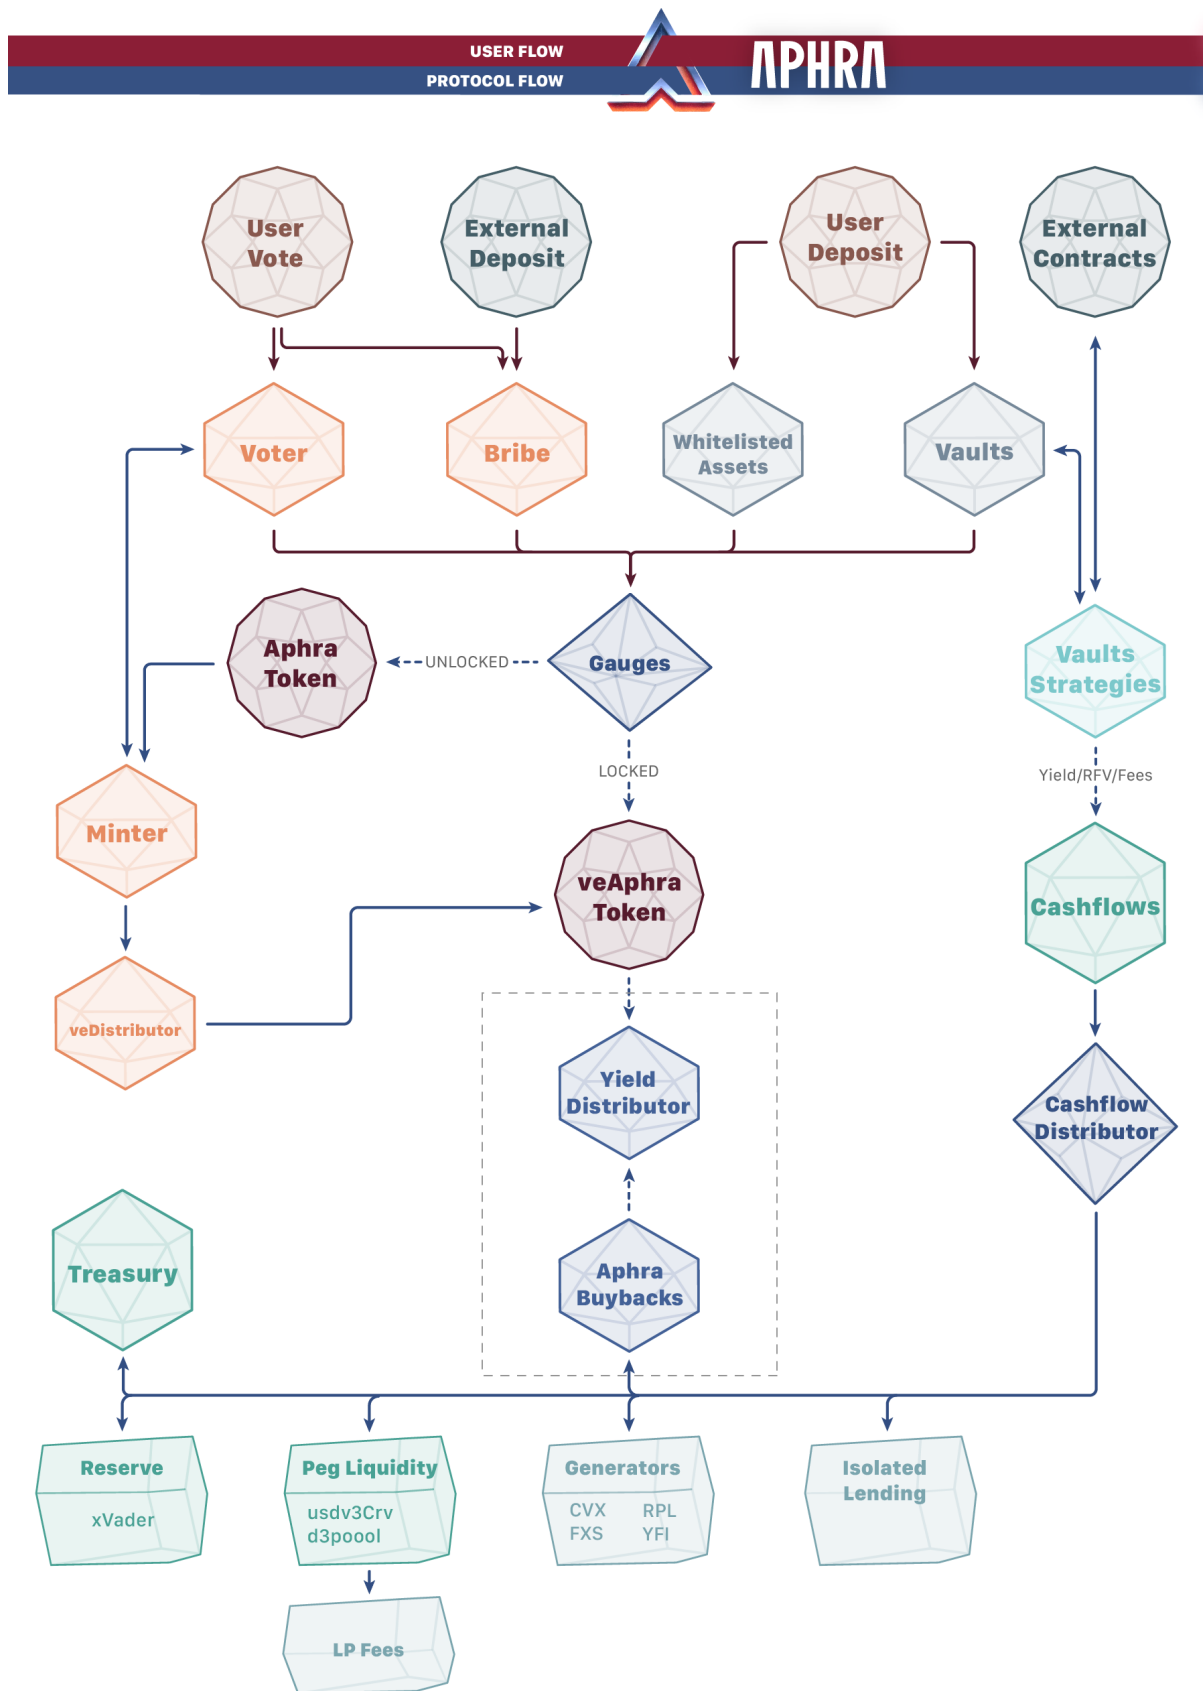 USER FLOW
PROTOCOL FLOW
APHRA
User
Vote
External
Deposit
User
Deposit
External
Contracts
Voter
Bribe
Whitelisted
Assets
Vaults
Aphra
Token
UNLOCKED
Gauges
Vaults
Strategies
LOCKED
Yield/RFV/Fees
Minter
veAphra
Token
Cashflows
veDistributor
Yield
Distributor
Cashflow
Distributor
Treasury
Aphra
Buybacks
Reserve
xVader
Peg Liquidity
usdv3Crv
d3poool
Generators
CVX RPL
FXS YFI
Isolated
Lending
LP Fees